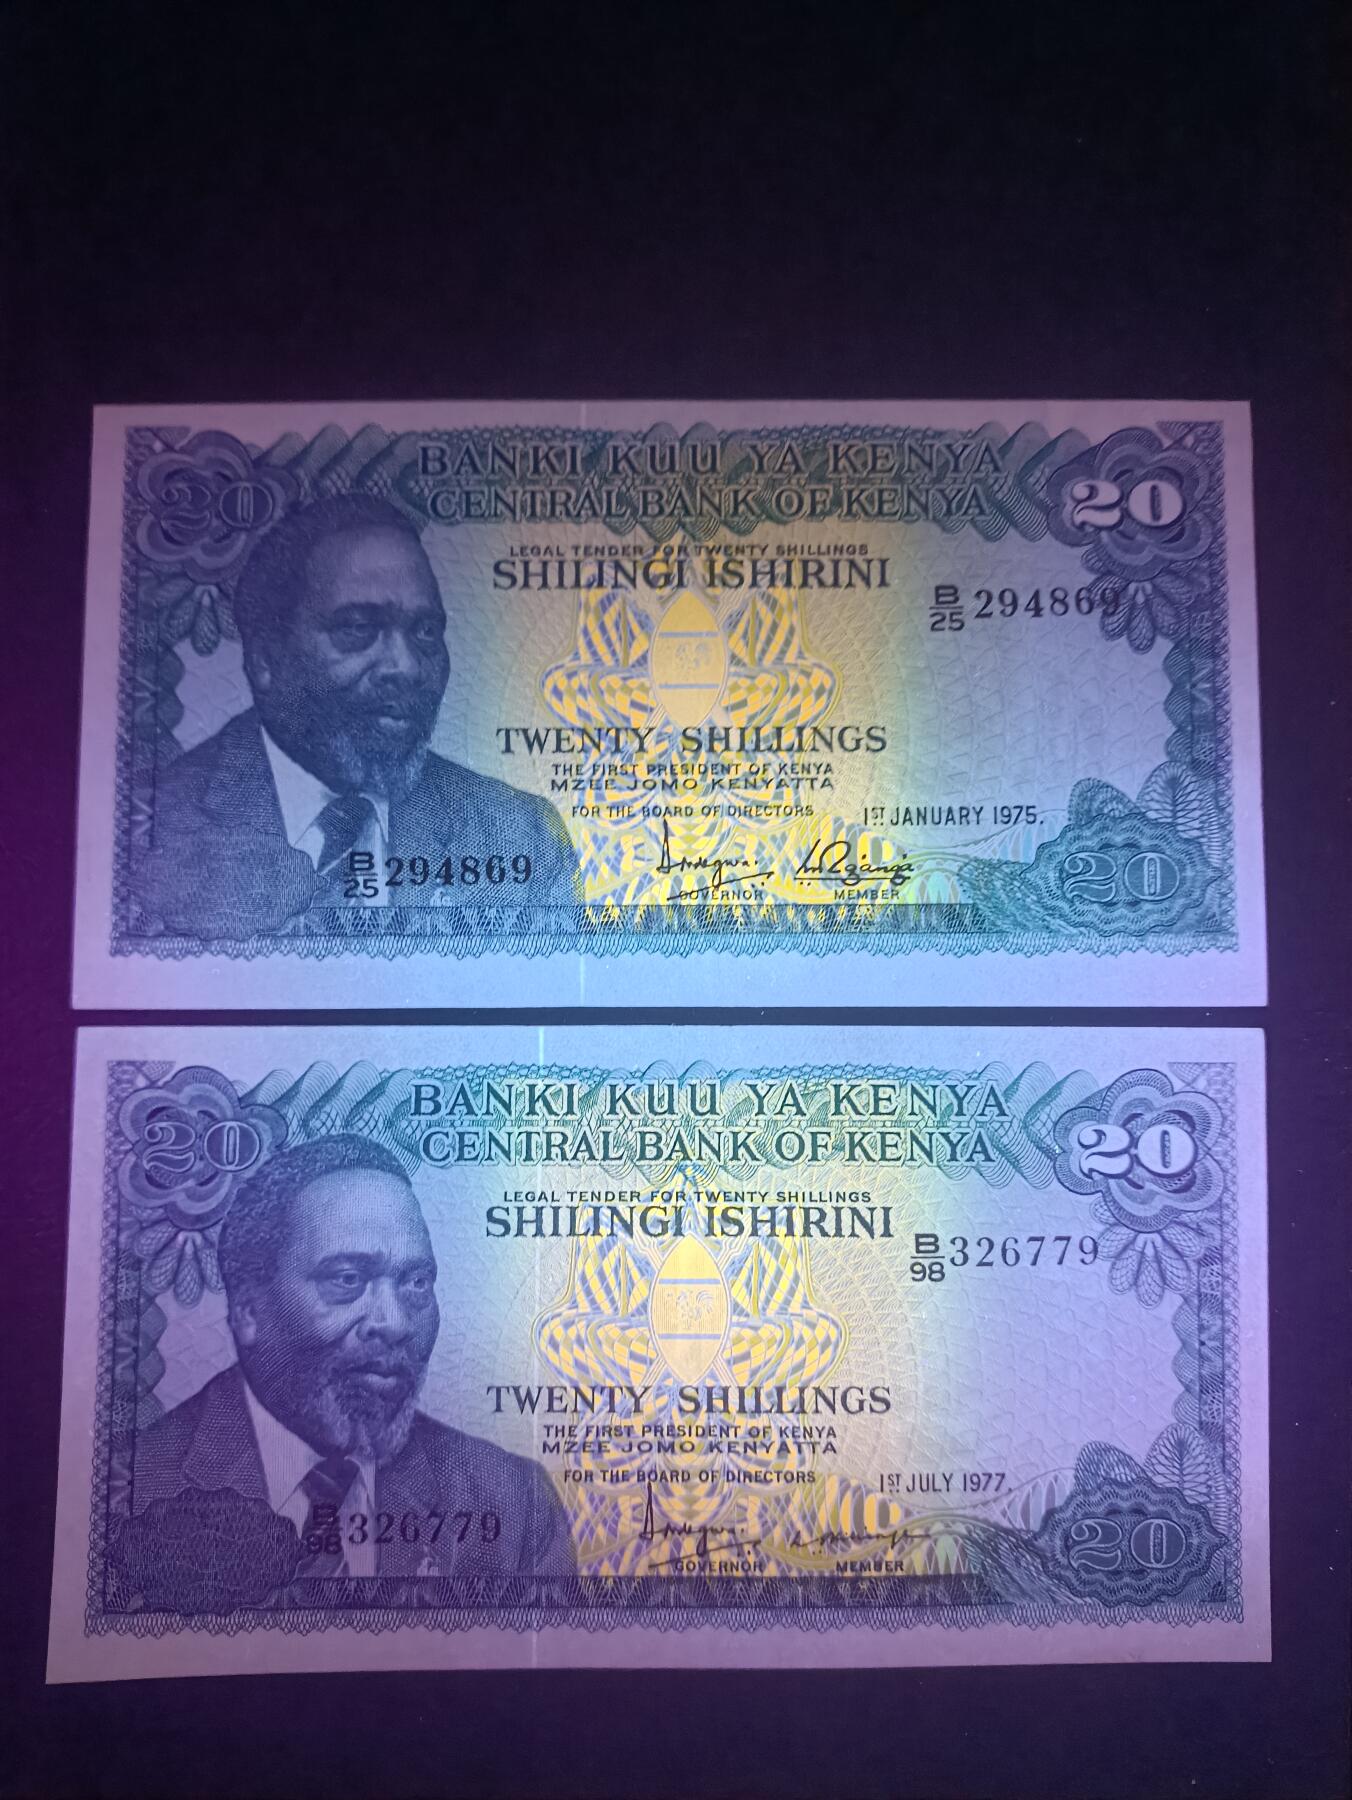 BANKI KUU YA KENYA
CENTRAL BANK OF KENYA
20
20
LEGAL TENDER FOR TWENTY SHILLINGS
SHILINGI ISHIRINI
B/25 294869
TWENTY SHILLINGS
THE FIRST PRESIDENT OF KENYA
MZEE JOMO KENYATTA
FOR THE BOARD OF DIRECTORS
1ST JANUARY 1975.
B/25 294869
GOVERNOR
MEMBER
20
BANKI KUU YA KENYA
CENTRAL BANK OF KENYA
20
20
LEGAL TENDER FOR TWENTY SHILLINGS
SHILINGI ISHIRINI
B/98 326779
TWENTY SHILLINGS
THE FIRST PRESIDENT OF KENYA
MZEE JOMO KENYATTA
FOR THE BOARD OF DIRECTORS
1ST JULY 1977.
B/98 326779
GOVERNOR
MEMBER
20